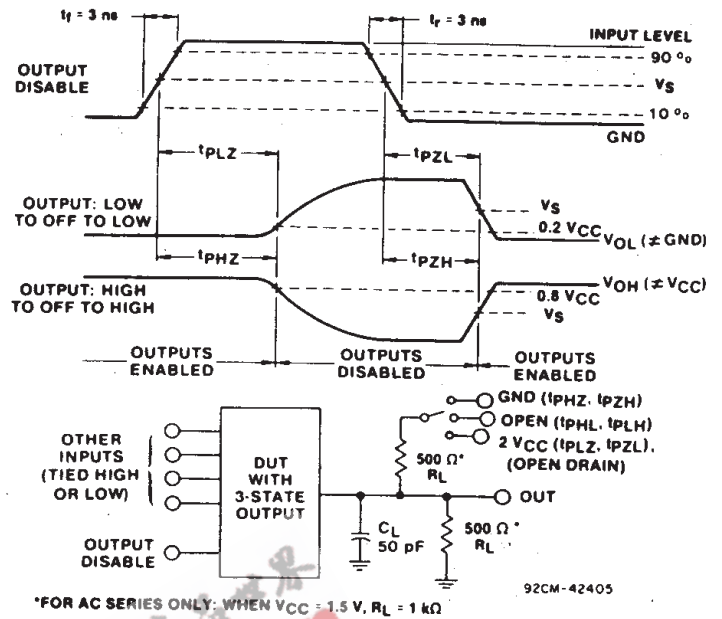 tf = 3 ns
tr = 3 ns
INPUT LEVEL
90 %
OUTPUT
DISABLE
VS
10 %
GND
tPLZ
tPZL
OUTPUT: LOW
TO OFF TO LOW
VS
0.2 VCC
VOL (≠ GND)
tPHZ
tPZH
OUTPUT: HIGH
TO OFF TO HIGH
VOH (≠ VCC)
0.8 VCC
VS
OUTPUTS
ENABLED
OUTPUTS
DISABLED
OUTPUTS
ENABLED
GND (tPHZ, tPZH)
OPEN (tPHL, tPLH)
2 VCC (tPLZ, tPZL),
(OPEN DRAIN)
OTHER
INPUTS
(TIED HIGH
OR LOW)
DUT
WITH
3-STATE
OUTPUT
500 Ω*
RL
OUT
OUTPUT
DISABLE
CL
50 pF
500 Ω*
RL
92CM-42405
*FOR AC SERIES ONLY: WHEN VCC = 1.5 V, RL = 1 kΩ